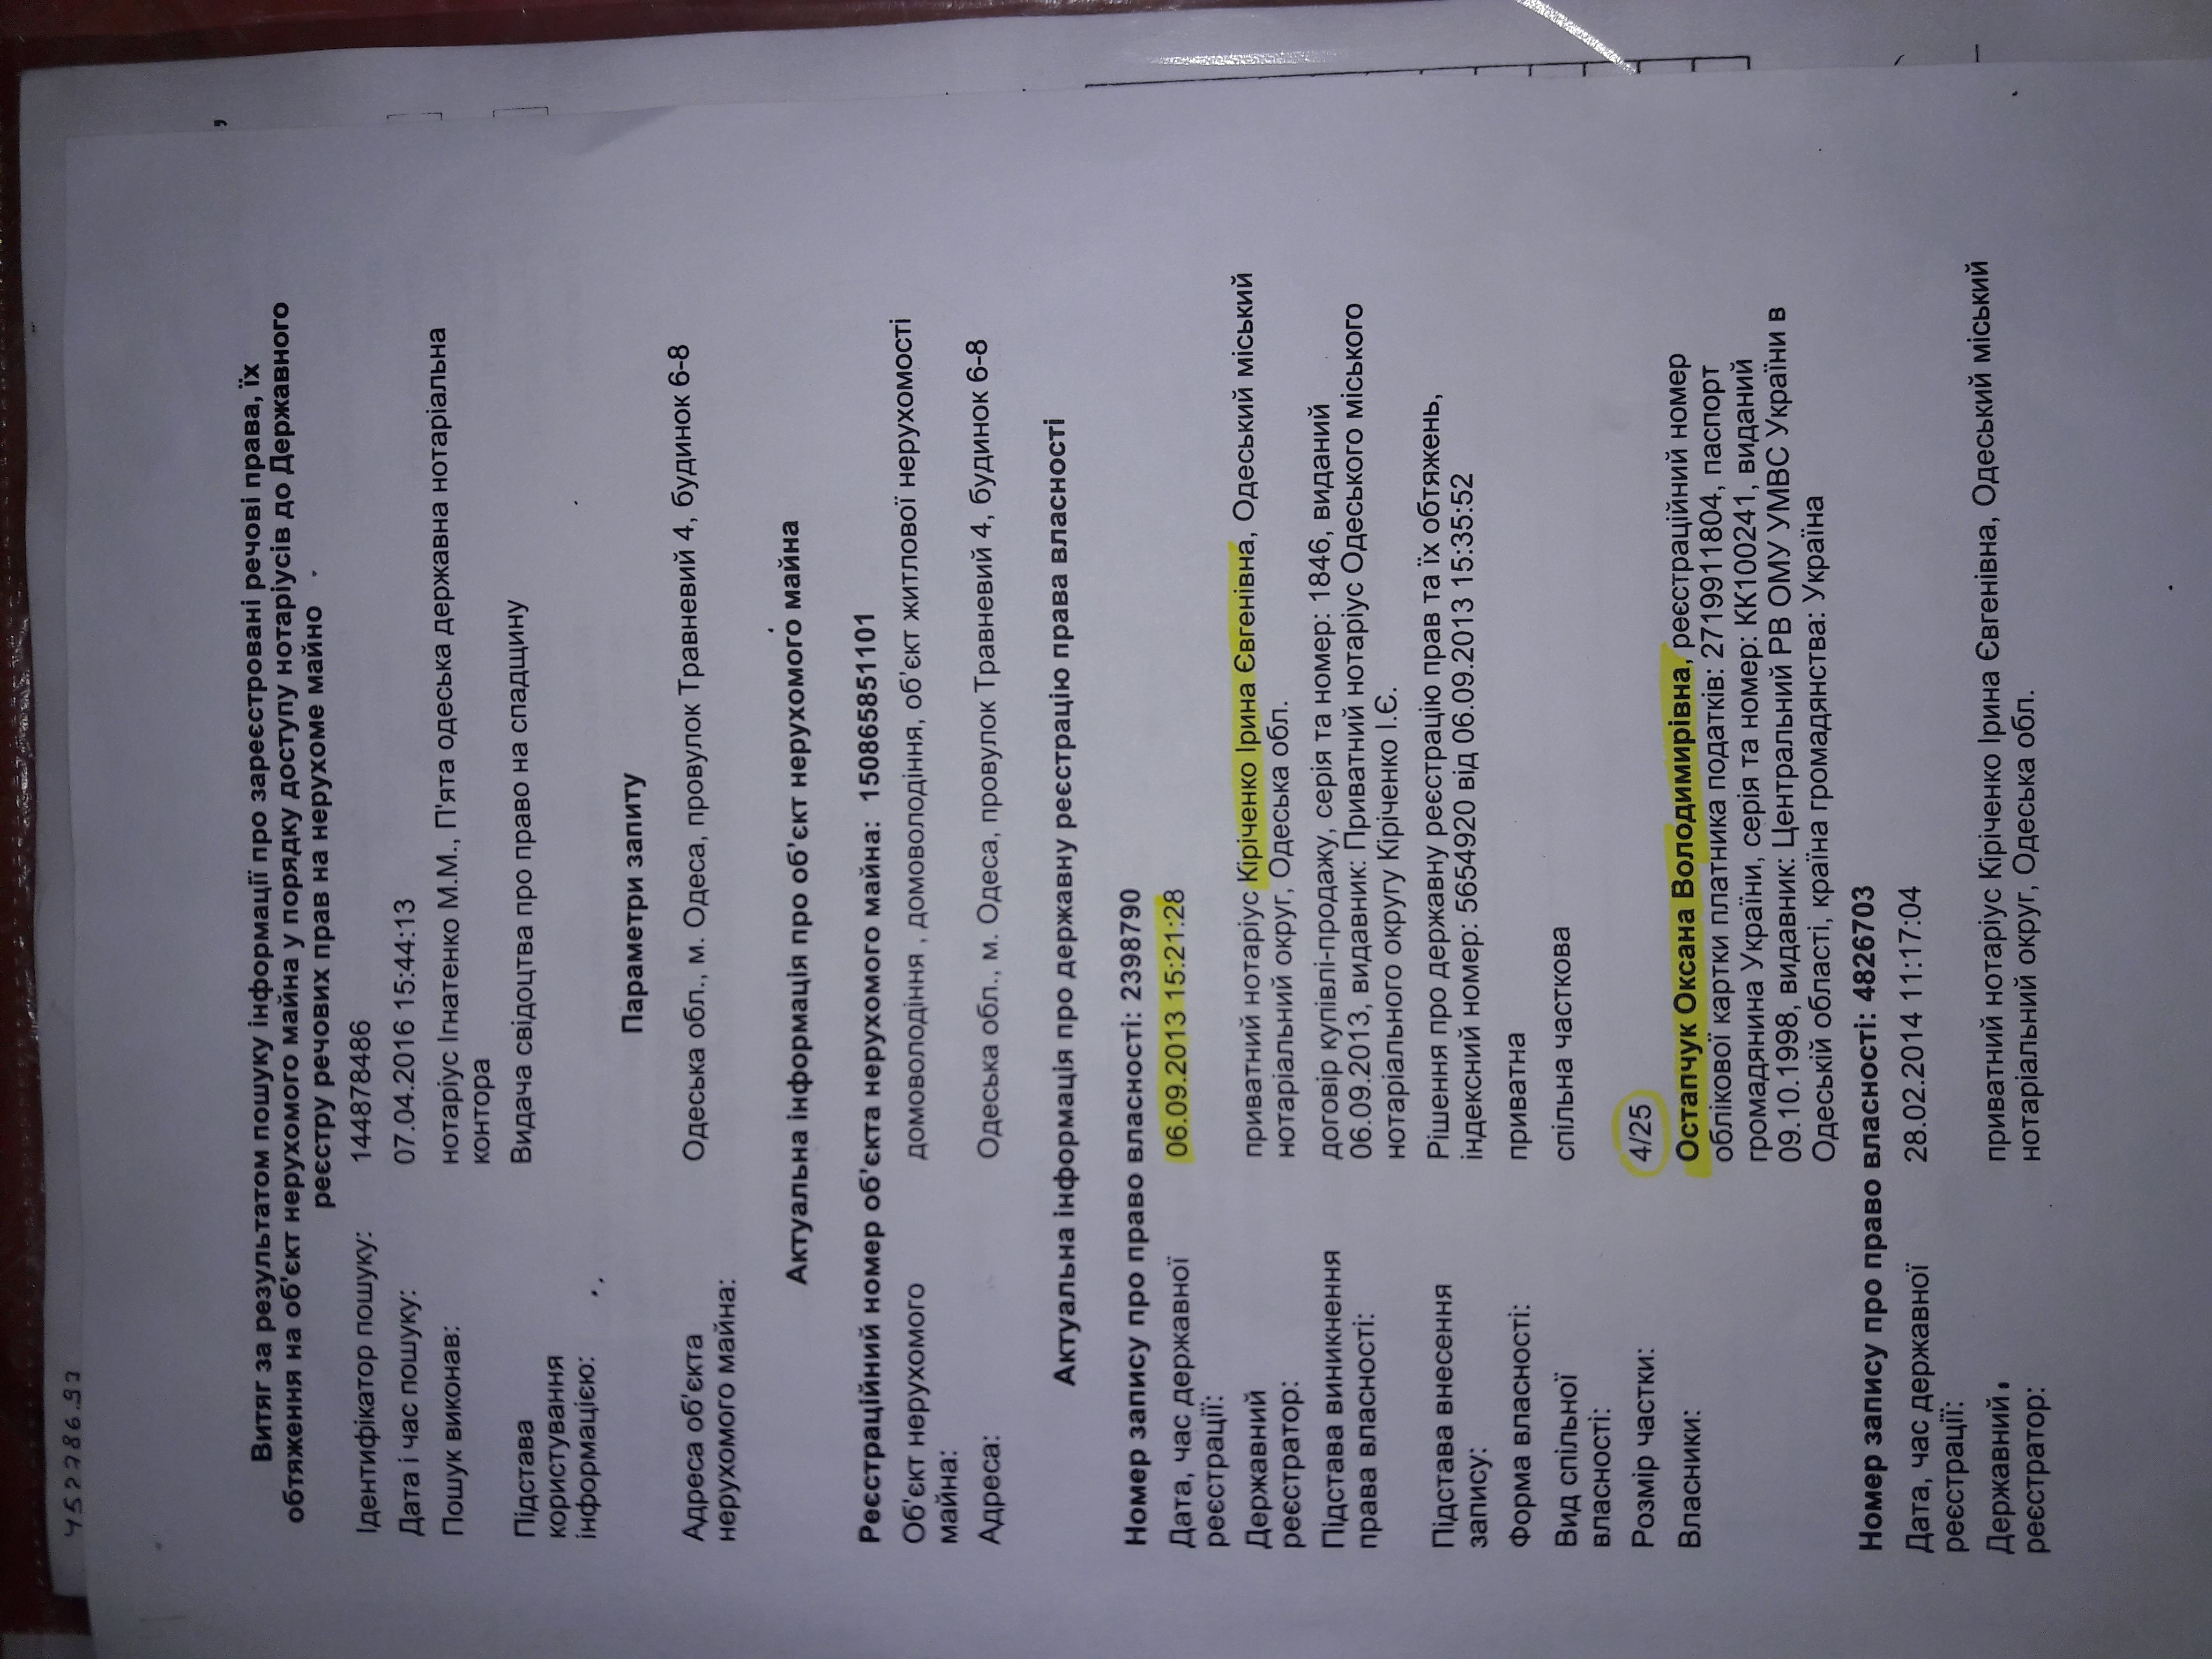 4527786.93
Витяг за результатом пошуку інформації про зареєстровані речові права, їх
обтяження на об'єкт нерухомого майна у порядку доступу нотаріусів до Державного
реєстру речових прав на нерухоме майно
Ідентифікатор пошуку: 144878486
Дата і час пошуку: 07.04.2016 15:44:13
Пошук виконав: нотаріус Ігнатенко М.М., П'ята одеська державна нотаріальна
контора
Підстава Видача свідоцтва про право на спадщину
користування
інформацією:
Параметри запиту
Адреса об'єкта Одеська обл., м. Одеса, провулок Травневий 4, будинок 6-8
нерухомого майна:
Актуальна інформація про об'єкт нерухомого майна
Реєстраційний номер об'єкта нерухомого майна: 150865851101
Об'єкт нерухомого домоволодіння , домоволодіння, об'єкт житлової нерухомості
майна:
Адреса: Одеська обл., м. Одеса, провулок Травневий 4, будинок 6-8
Актуальна інформація про державну реєстрацію права власності
Номер запису про право власності: 2398790
Дата, час державної 06.09.2013 15:21:28
реєстрації:
Державний приватний нотаріус Кіріченко Ірина Євгенівна, Одеський міський
реєстратор: нотаріальний округ, Одеська обл.
Підстава виникнення договір купівлі-продажу, серія та номер: 1846, виданий
права власності: 06.09.2013, видавник: Приватний нотаріус Одеського міського
нотаріального округу Кіріченко І.Є.
Підстава внесення Рішення про державну реєстрацію прав та їх обтяжень,
запису: індексний номер: 5654920 від 06.09.2013 15:35:52
Форма власності: приватна
Вид спільної спільна часткова
власності:
Розмір частки: 4/25
Власники: Остапчук Оксана Володимирівна, реєстраційний номер
облікової картки платника податків: 2719911804, паспорт
громадянина України, серія та номер: КК100241, виданий
09.10.1998, видавник: Центральний РВ ОМУ УМВС України в
Одеській області, країна громадянства: Україна
Номер запису про право власності: 4826703
Дата, час державної 28.02.2014 11:17:04
реєстрації:
Державний приватний нотаріус Кіріченко Ірина Євгенівна, Одеський міський
реєстратор: нотаріальний округ, Одеська обл.